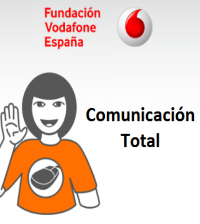 Fundación
Vodafone
España
Comunicación
Total